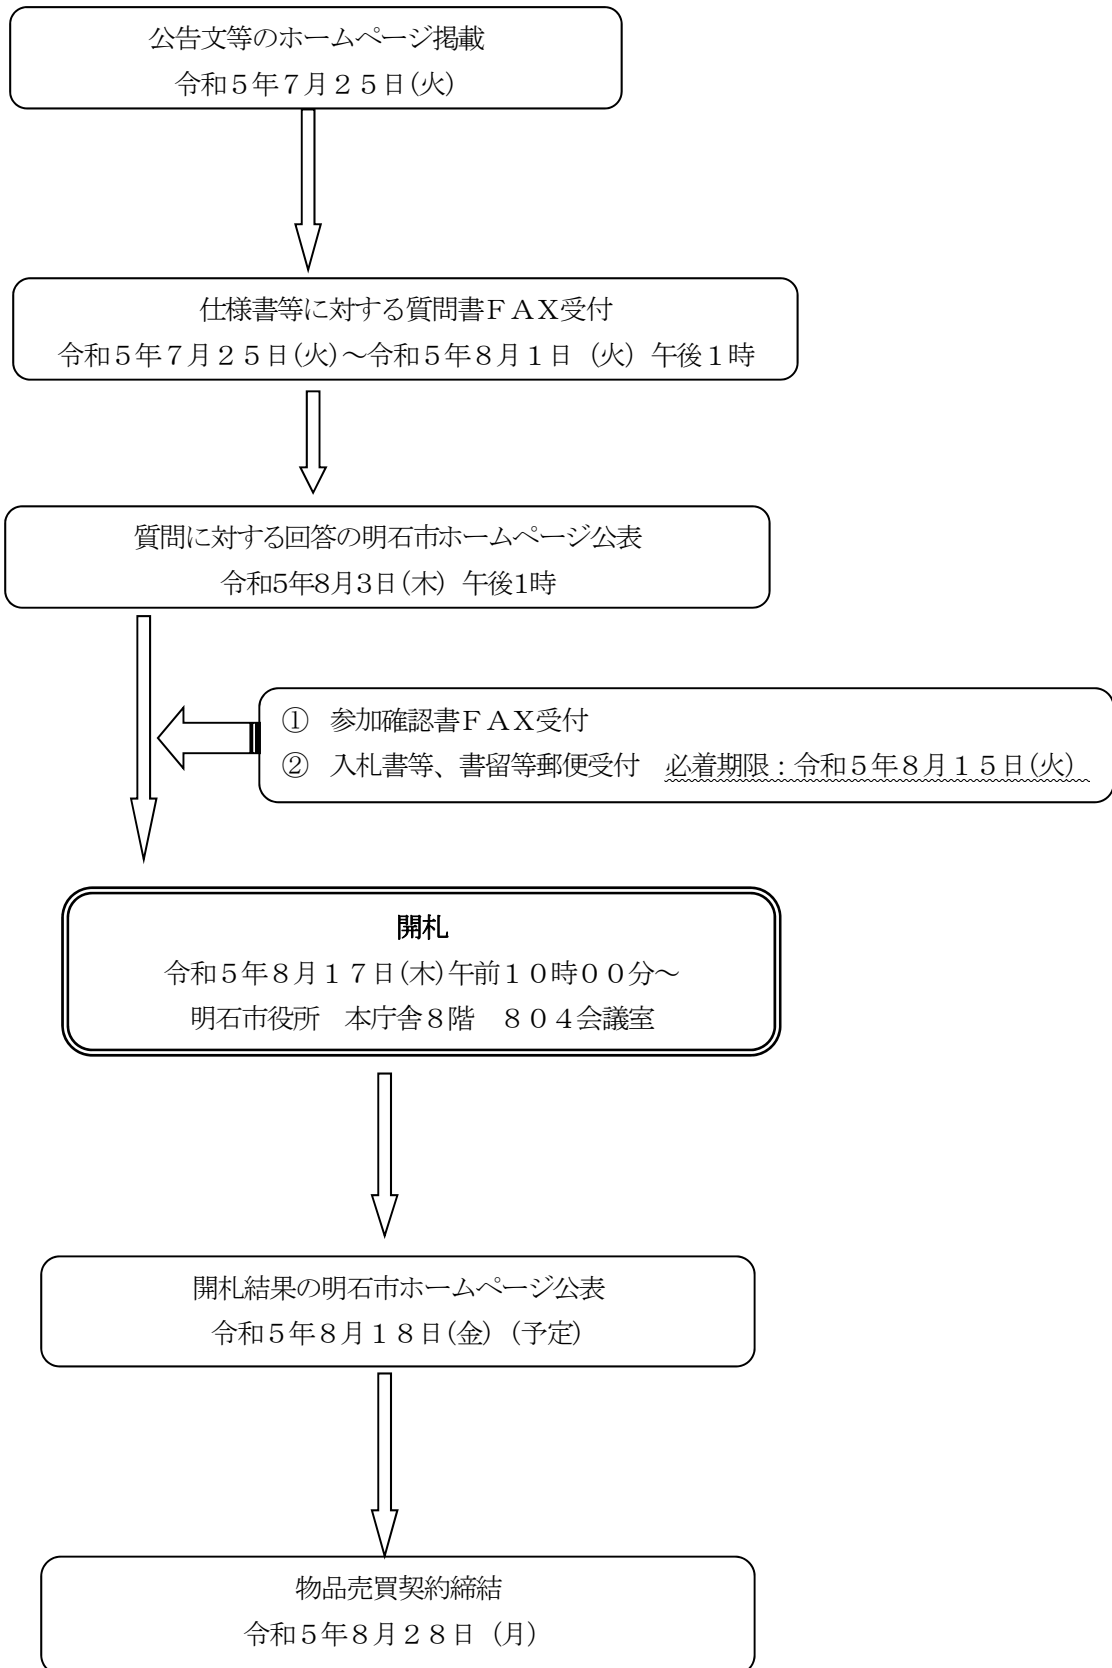 公告文等のホームページ掲載
令和５年７月２５日(火)
仕様書等に対する質問書ＦＡＸ受付
令和５年７月２５日(火)～令和５年８月１日（火）午後１時
質問に対する回答の明石市ホームページ公表
令和5年8月3日(木）午後1時
①　参加確認書ＦＡＸ受付
②　入札書等、書留等郵便受付　必着期限：令和５年８月１５日(火)
開札
令和５年８月１７日(木)午前１０時００分～
明石市役所　本庁舎８階　８０４会議室
開札結果の明石市ホームページ公表
令和５年８月１８日(金)（予定）
物品売買契約締結
令和５年８月２８日（月）